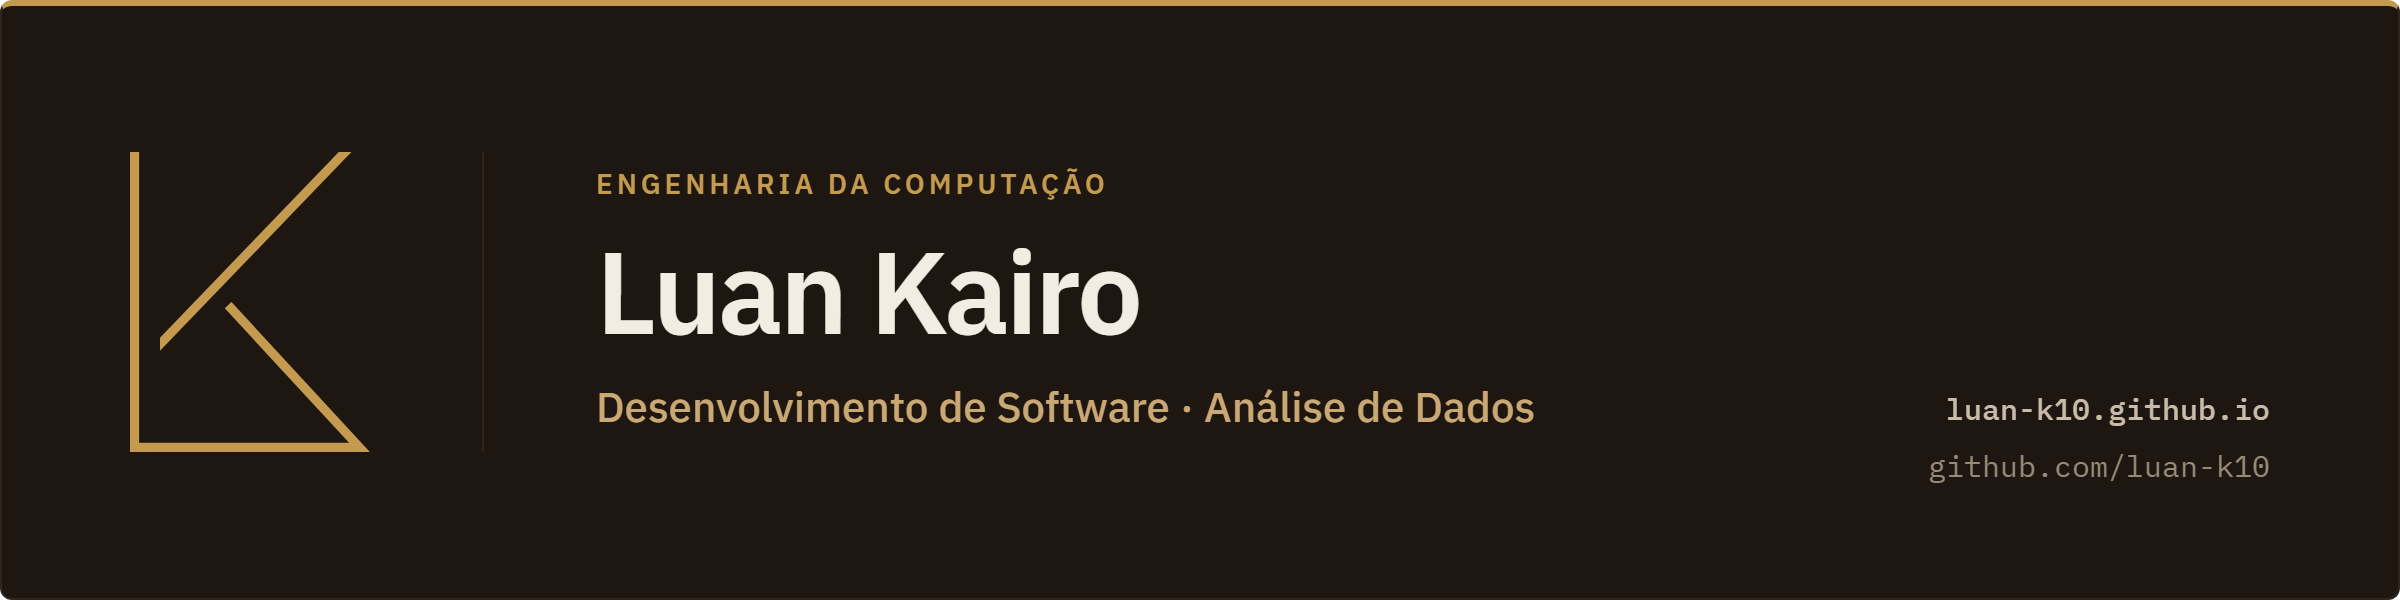 ENGENHARIA DA COMPUTAÇÃO
Luan Kairo
Desenvolvimento de Software · Análise de Dados
luan-k10.github.io
github.com/luan-k10